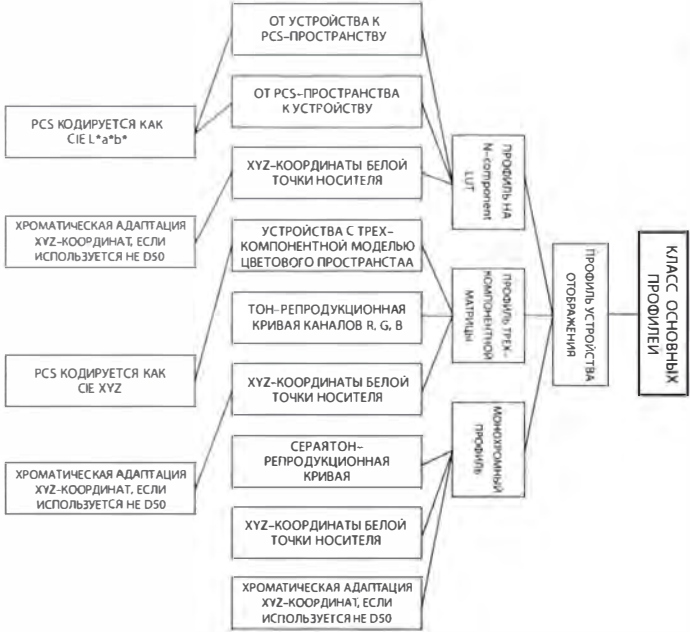 КЛАСС ОСНОВНЫХ
ПРОФИЛЕЙ
ПРОФИЛЬ УСТРОЙСТВА
ОТОБРАЖЕНИЯ
ПРОФИЛЬ НА
N-component
LUT
ОТ УСТРОЙСТВА К
PCS-ПРОСТРАНСТВУ
ОТ PCS-ПРОСТРАНСТВА
К УСТРОЙСТВУ
PCS КОДИРУЕТСЯ КАК
CIE L*a*b*
XYZ-КООРДИНАТЫ БЕЛОЙ
ТОЧКИ НОСИТЕЛЯ
ХРОМАТИЧЕСКАЯ АДАПТАЦИЯ
XYZ-КООРДИНАТ, ЕСЛИ
ИСПОЛЬЗУЕТСЯ НЕ D50
ПРОФИЛЬ ТРЕХ-
КОМПОНЕНТНОЙ
МАТРИЦЫ
УСТРОЙСТВА С ТРЕХ-
КОМПОНЕНТНОЙ МОДЕЛЬЮ
ЦВЕТОВОГО ПРОСТРАНСТАА
ТОН-РЕПРОДУКЦИОННАЯ
КРИВАЯ КАНАЛОВ R, G, B
PCS КОДИРУЕТСЯ КАК
CIE XYZ
XYZ-КООРДИНАТЫ БЕЛОЙ
ТОЧКИ НОСИТЕЛЯ
ХРОМАТИЧЕСКАЯ АДАПТАЦИЯ
XYZ-КООРДИНАТ, ЕСЛИ
ИСПОЛЬЗУЕТСЯ НЕ D50
МОНОХРОМНЫЙ
ПРОФИЛЬ
СЕРАЯТОН-
РЕПРОДУКЦИОННАЯ
КРИВАЯ
XYZ-КООРДИНАТЫ БЕЛОЙ
ТОЧКИ НОСИТЕЛЯ
ХРОМАТИЧЕСКАЯ АДАПТАЦИЯ
XYZ-КООРДИНАТ, ЕСЛИ
ИСПОЛЬЗУЕТСЯ НЕ D50